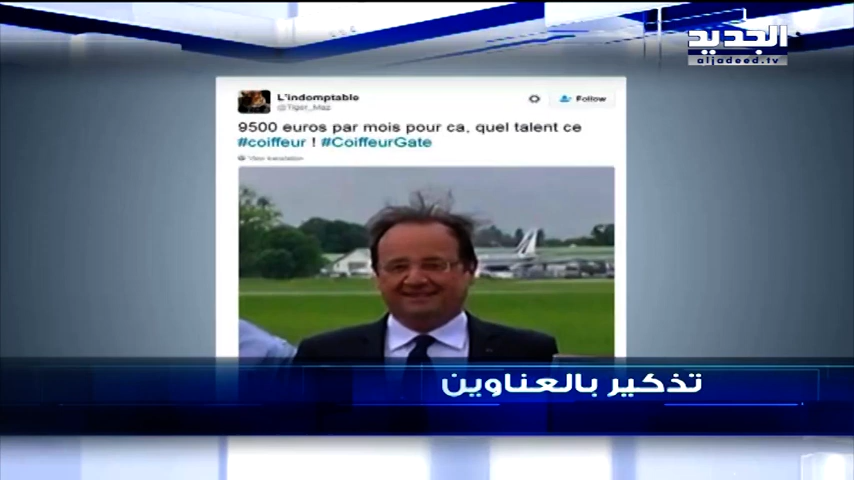 الجديد
aljadeed.tv
L'indomptable
@Tiger_Maz
Follow
9500 euros par mois pour ca, quel talent ce
#coiffeur ! #CoiffeurGate
View translation
تذكير بالعناوين